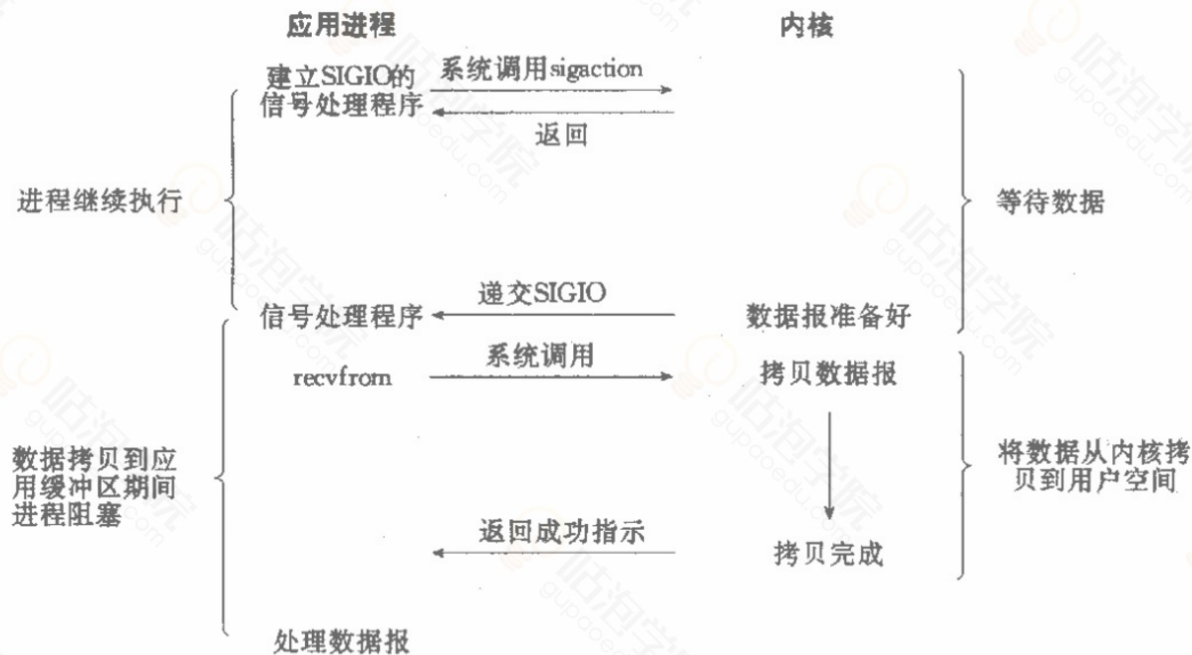 应用进程
内核
建立SIGIO的
信号处理程序
系统调用sigaction
返回
进程继续执行
等待数据
信号处理程序
递交SIGIO
数据报准备好
recvfrom
系统调用
拷贝数据报
数据拷贝到应
用缓冲区期间
进程阻塞
将数据从内核拷
贝到用户空间
返回成功指示
拷贝完成
处理数据报
咕泡学院
gupaoedu.com